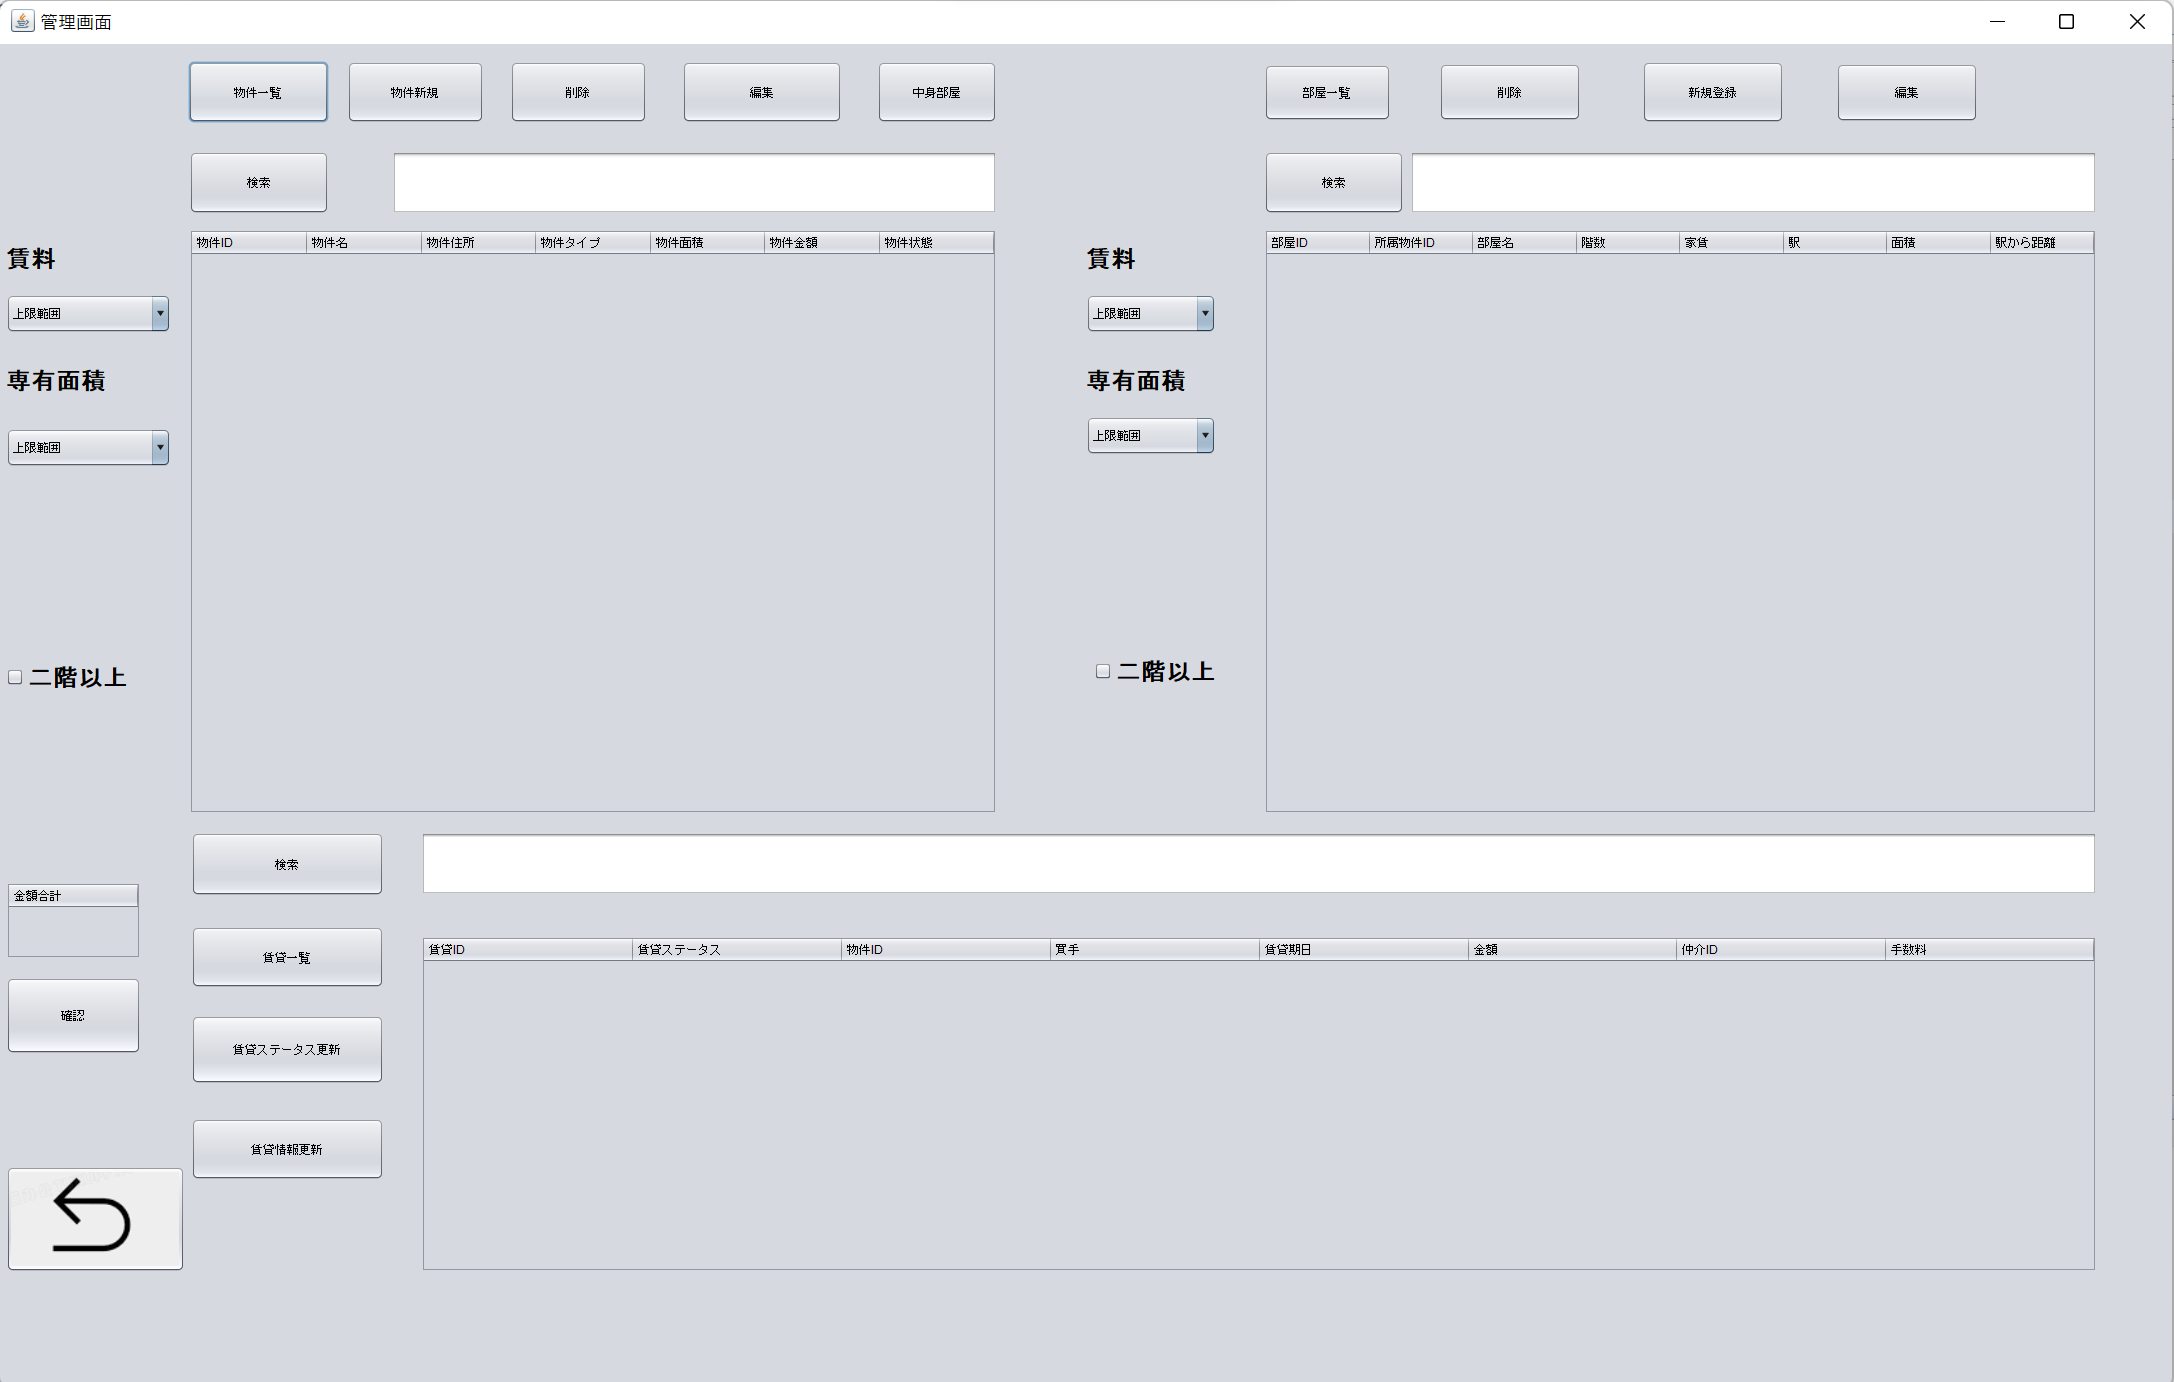 管理画面
物件一覧 物件新規 削除 編集 中身部屋
部屋一覧 削除 新規登録 編集
検索
検索
物件ID 物件名 物件住所 物件タイプ 物件面積 物件金額 物件状態
部屋ID 所属物件ID 部屋名 階数 家賃 駅 面積 駅から距離
賃料
上限範囲
専有面積
上限範囲
二階以上
賃料
上限範囲
専有面積
上限範囲
二階以上
検索
金額合計
確認
賃貸一覧
賃貸ステータス更新
賃貸情報更新
賃貸ID 賃貸ステータス 物件ID 買手 賃貸期日 金額 仲介ID 手数料